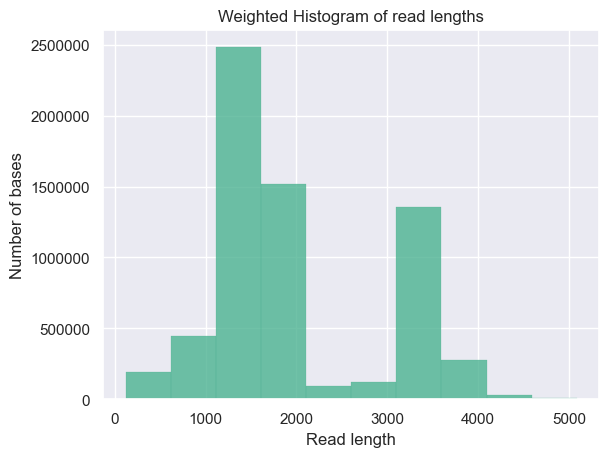 Weighted Histogram of read lengths
2500000
2000000
1500000
1000000
500000
0
Number of bases
0 1000 2000 3000 4000 5000
Read length